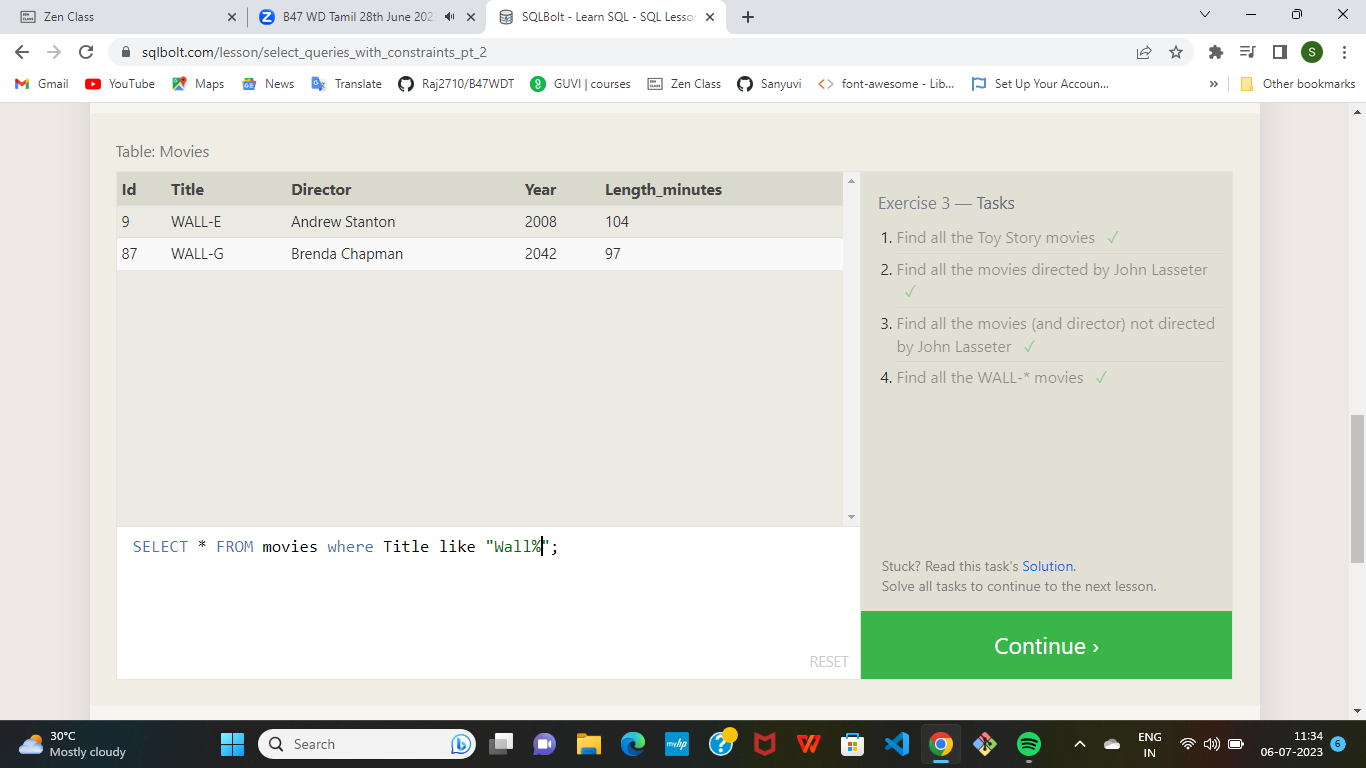 Zen Class
B47 WD Tamil 28th June 202
SQLBolt - Learn SQL - SQL Lesso
sqlbolt.com/lesson/select_queries_with_constraints_pt_2
S
Gmail
YouTube
Maps
News
Translate
Raj2710/B47WDT
GUVI | courses
Zen Class
Sanyuvi
font-awesome - Lib...
Set Up Your Accoun...
»
Other bookmarks
Table: Movies
Id Title Director Year Length_minutes
9 WALL-E Andrew Stanton 2008 104
87 WALL-G Brenda Chapman 2042 97
SELECT * FROM movies where Title like "Wall%";
RESET
Exercise 3 — Tasks
1. Find all the Toy Story movies ✓
2. Find all the movies directed by John Lasseter
✓
3. Find all the movies (and director) not directed
by John Lasseter ✓
4. Find all the WALL-* movies ✓
Stuck? Read this task's Solution.
Solve all tasks to continue to the next lesson.
Continue ›
30°C
Mostly cloudy
Search
myhp
ENG
IN
11:34
06-07-2023
6